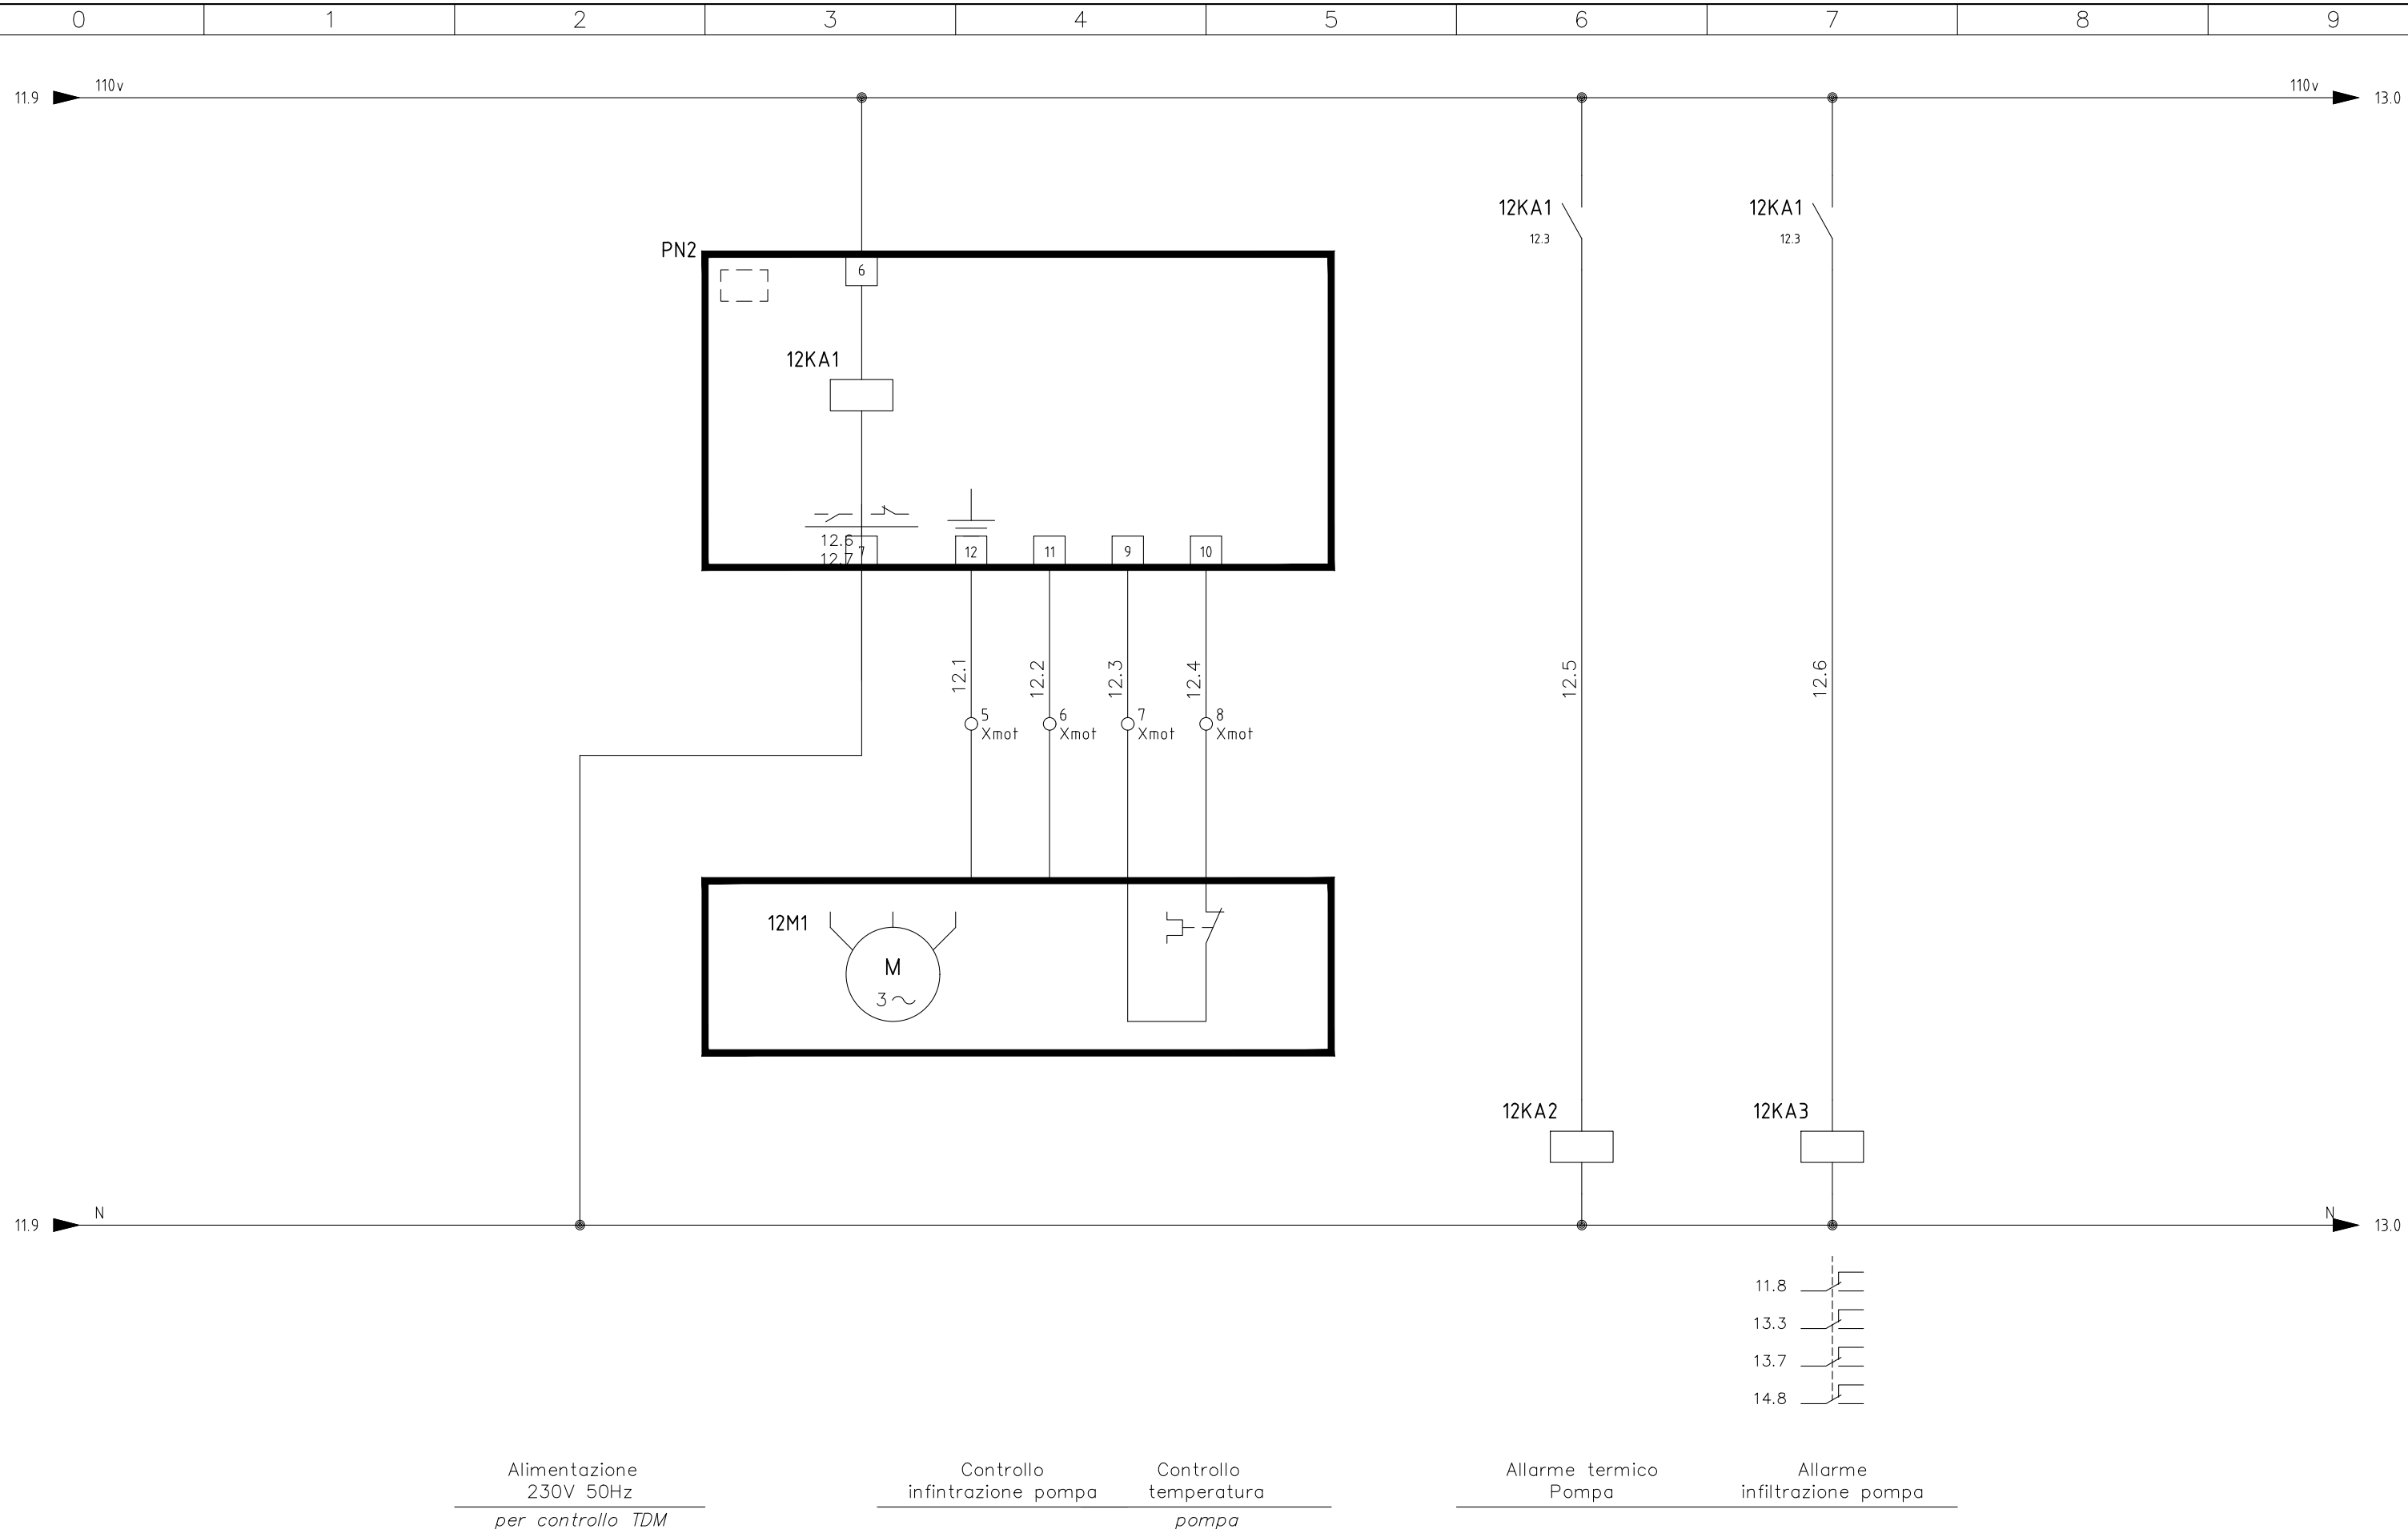 0 1 2 3 4 5 6 7 8 9
11.9 110v 110v 13.0
12KA1 12KA1
12.3 12.3
PN2
6
12KA1
12.6
12.7
7 12 11 9 10
12.1 12.2 12.3 12.4 12.5 12.6
5 6 7 8
Xmot Xmot Xmot Xmot
12M1
M
3
12KA2 12KA3
11.9 N N 13.0
11.8
13.3
13.7
14.8
Alimentazione
230V 50Hz
per controllo TDM
Controllo
infintrazione pompa
Controllo
temperatura
pompa
Allarme termico
Pompa
Allarme
infiltrazione pompa